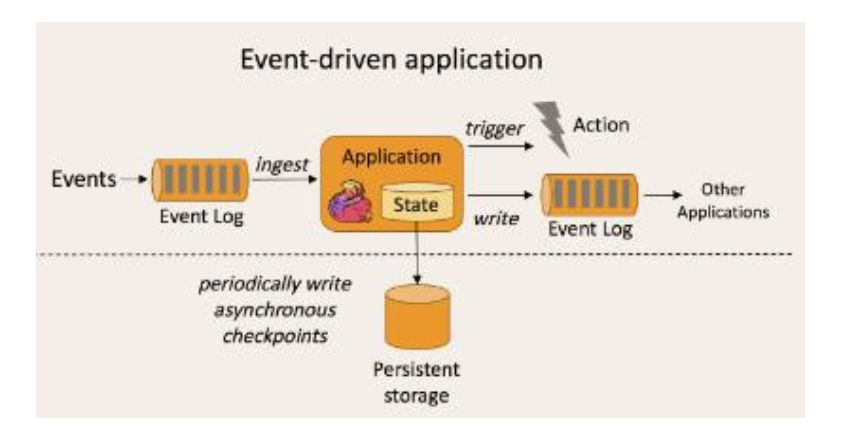 Event-driven application
trigger
Action
Application
ingest
Events
State
Event Log
write
Event Log
Other
Applications
periodically write
asynchronous
checkpoints
Persistent
storage